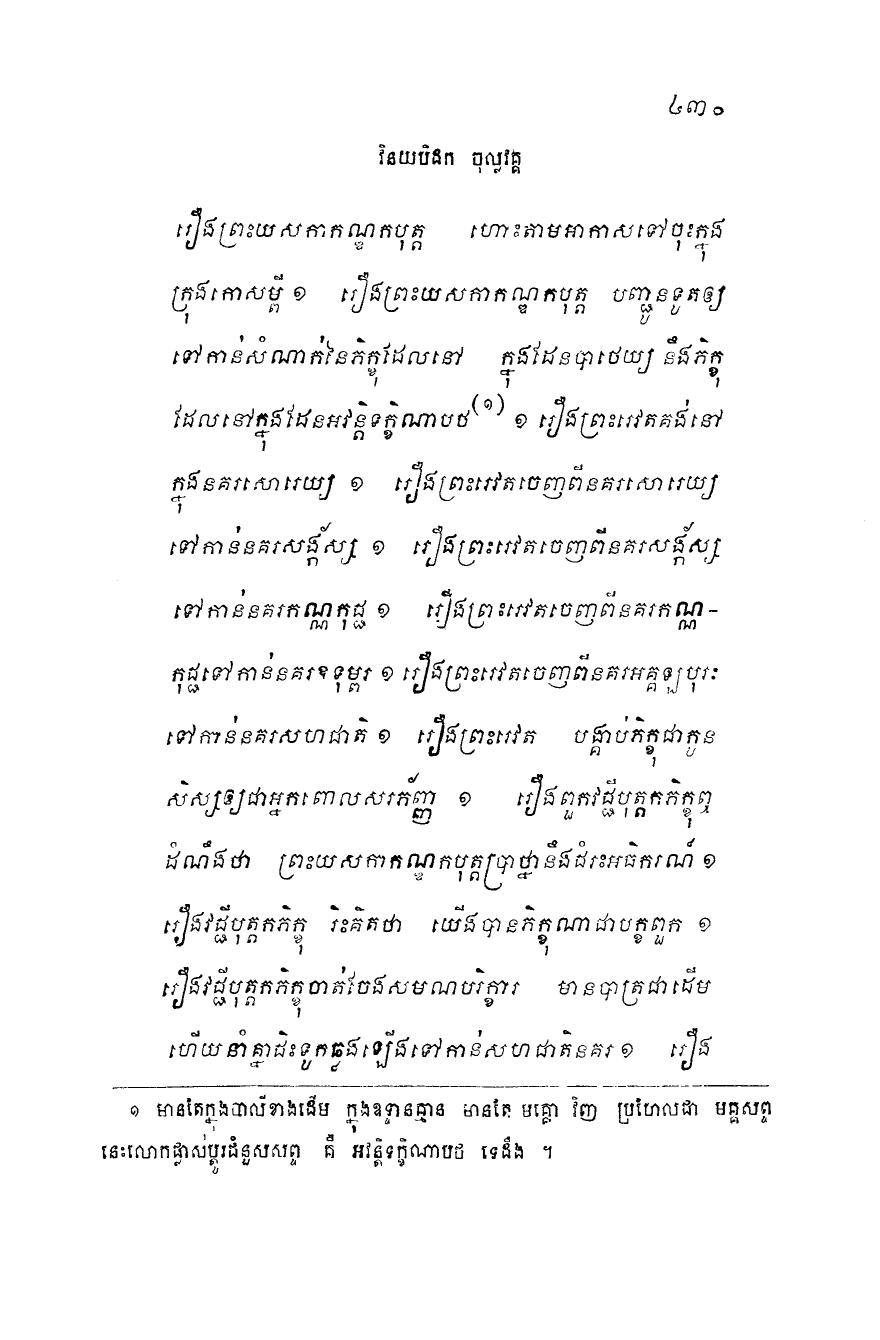 ៤៣០
វិនយបិដក ចុល្លវគ្គ
រឿងព្រះយសកាកណ្ឌកបុត្ត ហោះតាមអាកាសទៅចុះក្នុង
ក្រុងកោសម្ពី ១ រឿងព្រះយសកាកណ្ឌកបុត្ត បញ្ជូនទូតឲ្យ
ទៅកាន់សំណាក់នៃភិក្ខុដែលនៅ ក្នុងដែនបាថេយ្យ នឹងភិក្ខុ
ដែលនៅក្នុងដែនអវន្តិទក្ខិណាបថ(១) ១ រឿងព្រះរេវតគង់នៅ
ក្នុងនគរសោរេយ្យ ១ រឿងព្រះរេវតចេញពីនគរសោរេយ្យ
ទៅកាន់នគរសង្កស្ស ១ រឿងព្រះរេវតចេញពីនគរសង្កស្ស
ទៅកាន់នគរកណ្ណកុជ្ជ ១ រឿងព្រះរេវតចេញពីនគរកណ្ណ-
កុជ្ជទៅកាន់នគរឧទុម្ពរ ១ រឿងព្រះរេវតចេញពីនគរអគ្គឡបុរៈ
ទៅកាន់នគរសហជាតិ ១ រឿងព្រះរេវត បង្គាប់ភិក្ខុជាកូន
សិស្សឲ្យជាអ្នកពោលសរភ័ញ្ញ ១ រឿងពួកវជ្ជីបុត្តកភិក្ខុឮ
ដំណឹងថា ព្រះយសកាកណ្ឌកបុត្តប្រាថ្នានឹងជំរះអធិករណ៍ ១
រឿងវជ្ជីបុត្តកភិក្ខុ រិះគិតថា យើងបានភិក្ខុណាជាបក្ខពួក ១
រឿងវជ្ជីបុត្តកភិក្ខុចាត់ចែងសមណបរិក្ខារ មានបាត្រជាដើម
ហើយនាំគ្នាជិះទូកឆ្លងឡើងទៅកាន់សហជាតិនគរ ១ រឿង
១ មានតែក្នុងបាលីខាងដើម ក្នុងឧទ្ទានគ្មាន មានតែ មគ្គោ វិញ ប្រហែលជា មគ្គសព្ទ
នេះលោកផ្លាស់ប្តូរជំនួសសព្ទ គឺ អវន្តិទក្ខិណាបថ ទេដឹង ។